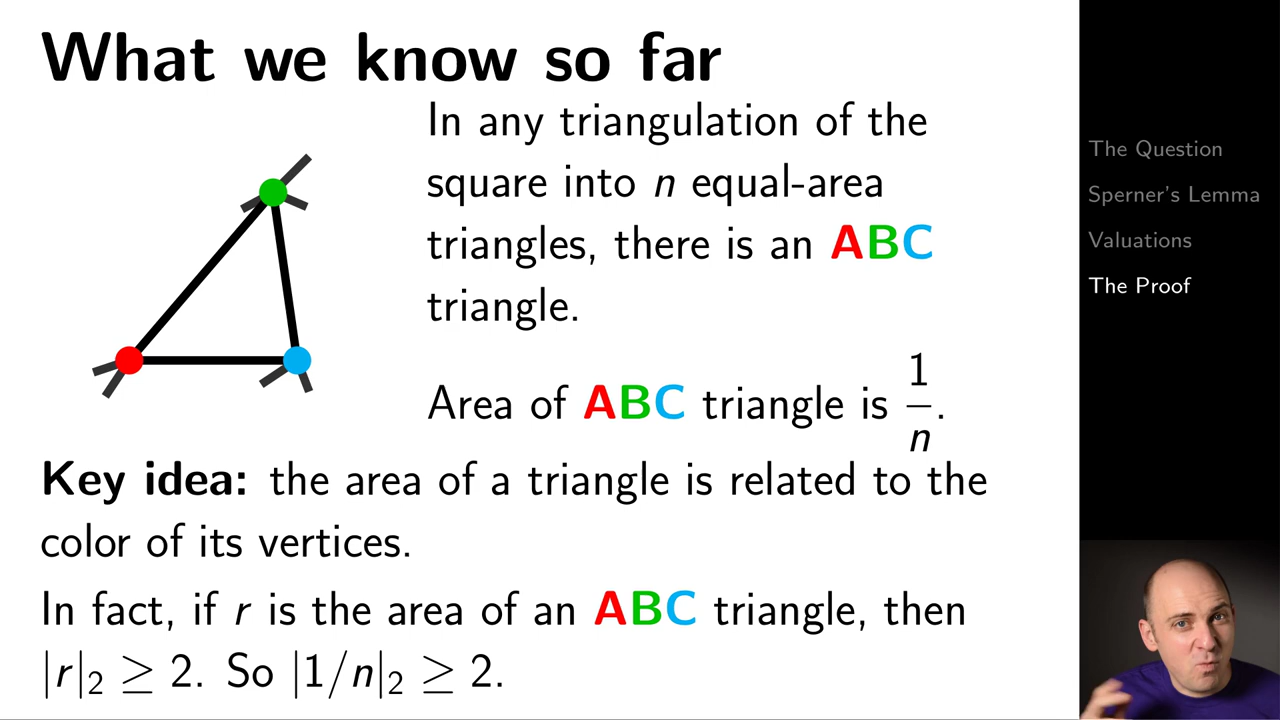 What we know so far
In any triangulation of the
square into n equal-area
triangles, there is an ABC
triangle.
Area of ABC triangle is 1/n.
Key idea: the area of a triangle is related to the
color of its vertices.
In fact, if r is the area of an ABC triangle, then
|r|₂ ≥ 2. So |1/n|₂ ≥ 2.
The Question
Sperner's Lemma
Valuations
The Proof